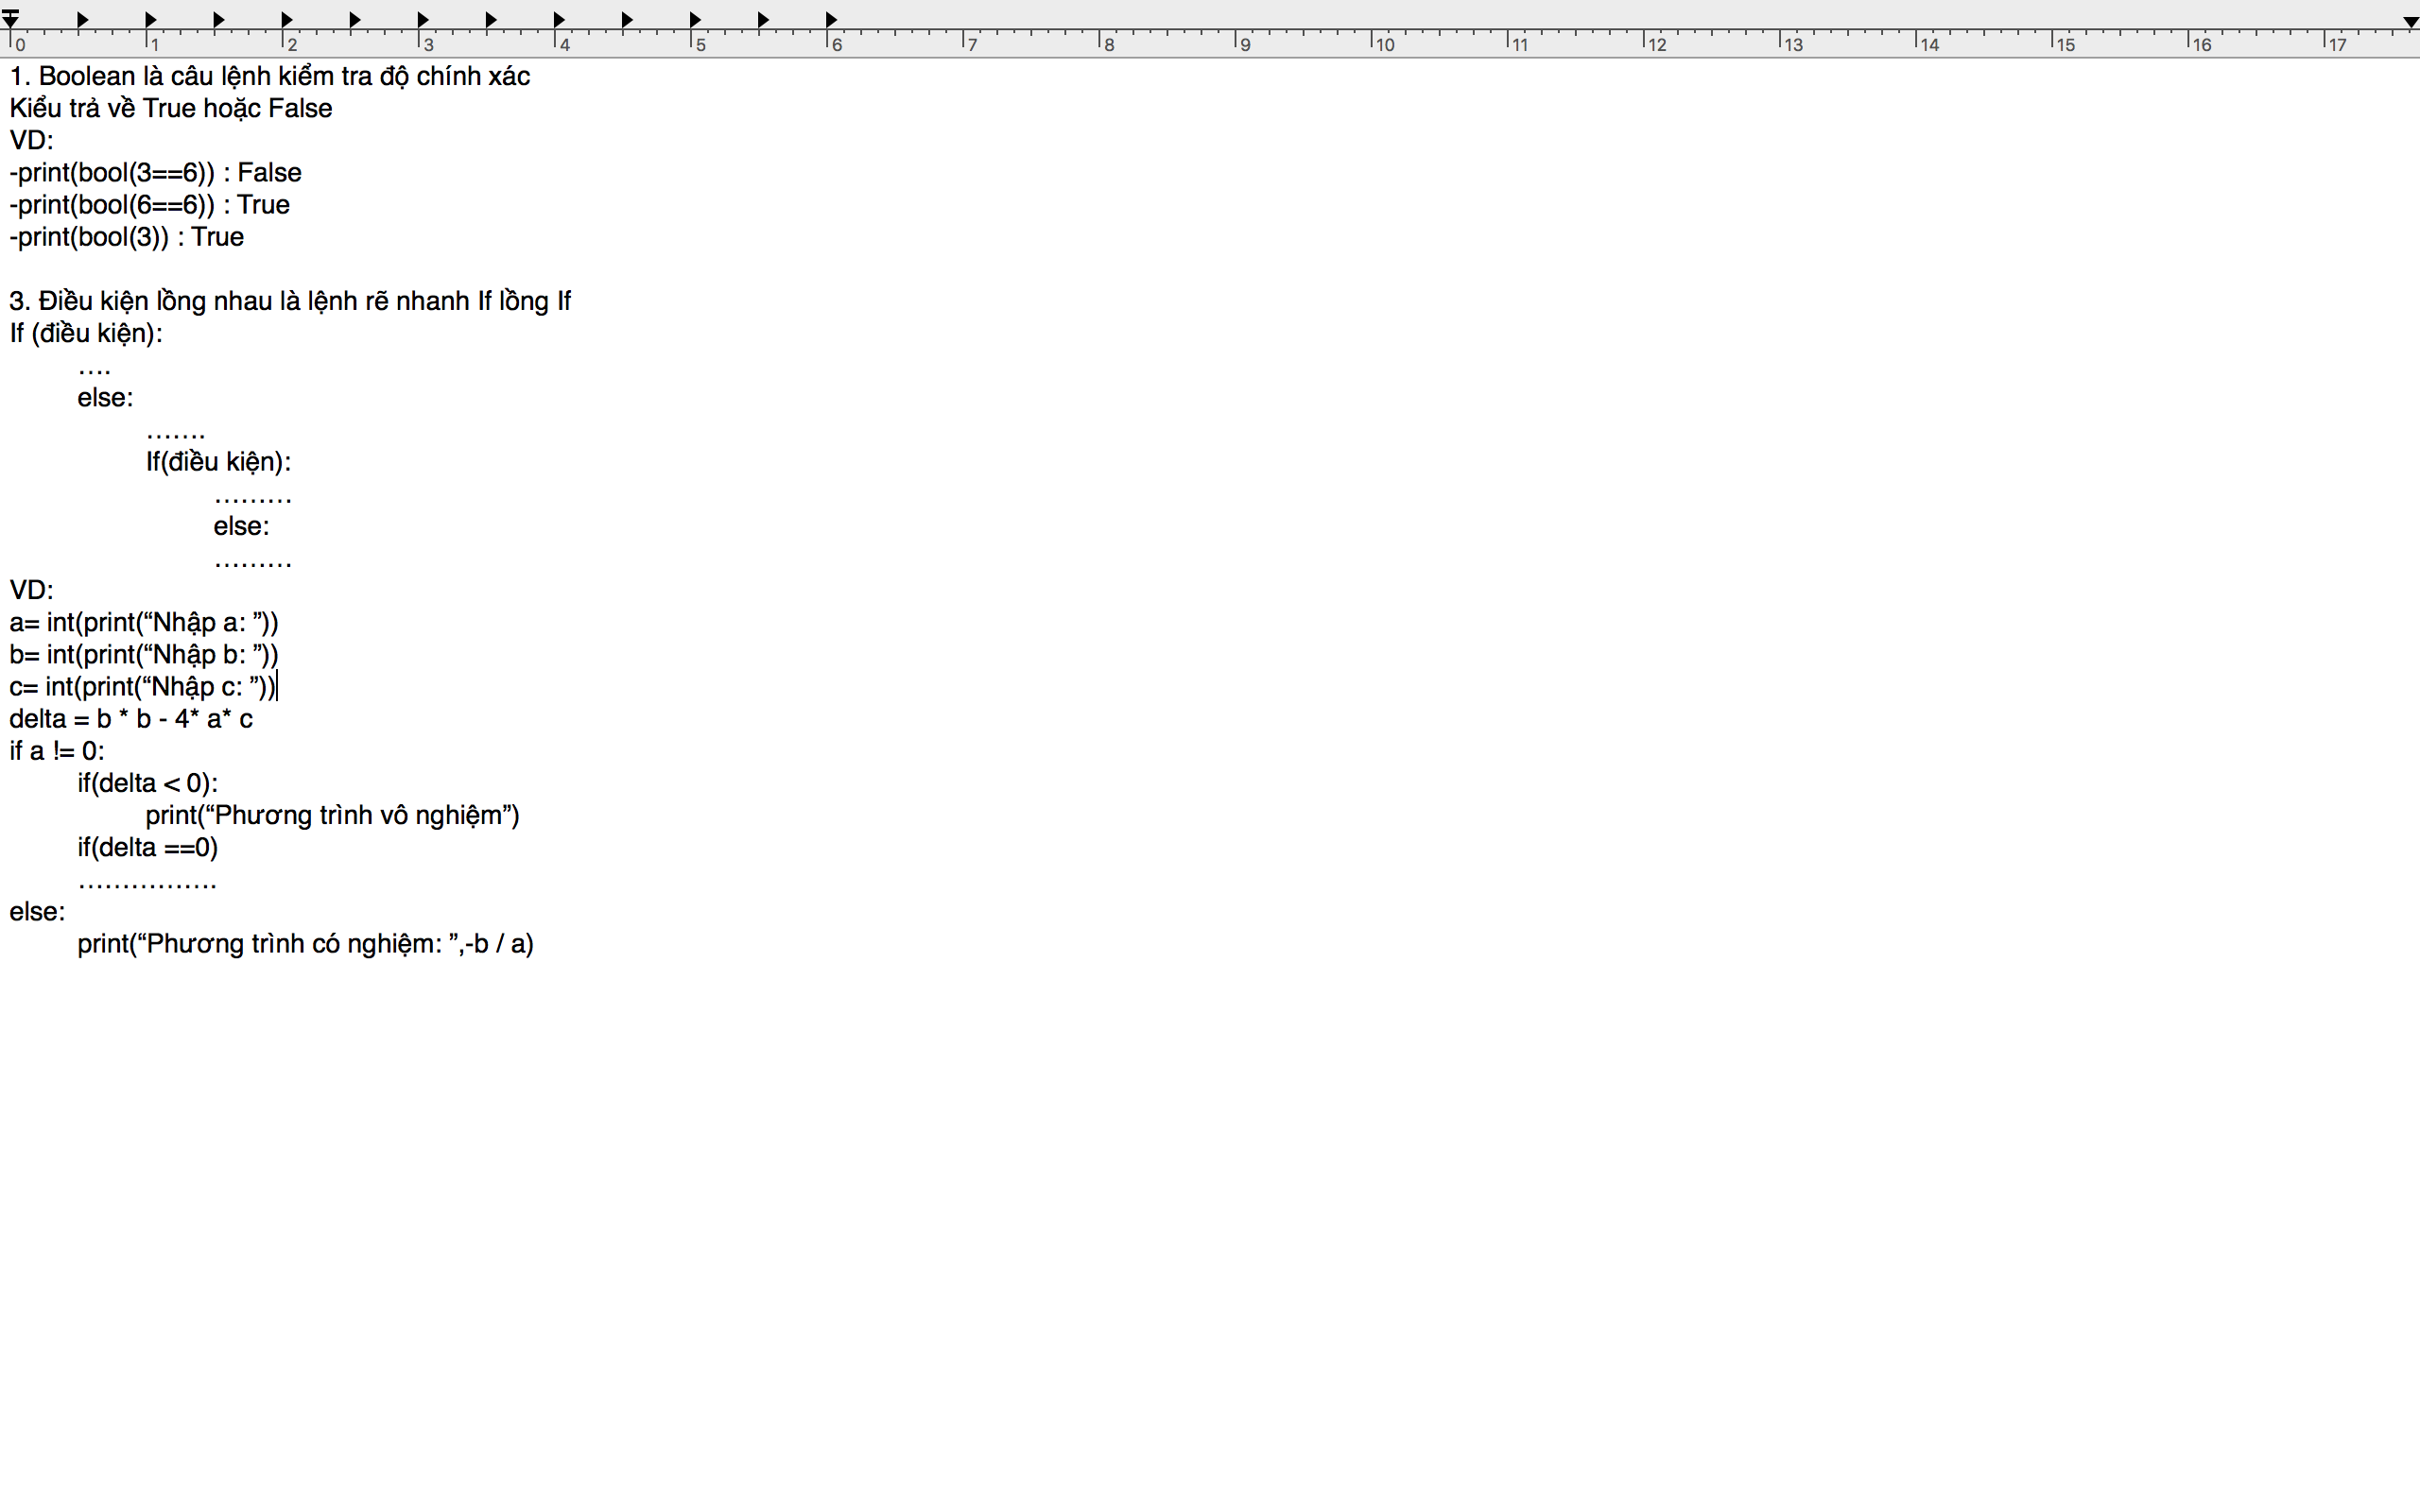 0 1 2 3 4 5 6 7 8 9 10 11 12 13 14 15 16 17
1. Boolean là câu lệnh kiểm tra độ chính xác
Kiểu trả về True hoặc False
VD:
-print(bool(3==6)) : False
-print(bool(6==6)) : True
-print(bool(3)) : True
3. Điều kiện lồng nhau là lệnh rẽ nhanh If lồng If
If (điều kiện):
….
else:
…….
If(điều kiện):
………
else:
………
VD:
a= int(print(“Nhập a: ”))
b= int(print(“Nhập b: ”))
c= int(print(“Nhập c: ”))
delta = b * b - 4* a* c
if a != 0:
if(delta < 0):
print(“Phương trình vô nghiệm”)
if(delta ==0)
…………….
else:
print(“Phương trình có nghiệm: ”,-b / a)